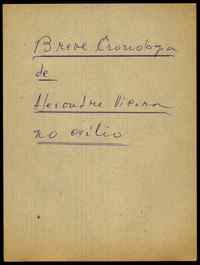 Breve Cronologia
de
Alexandre Vieira
no exílio